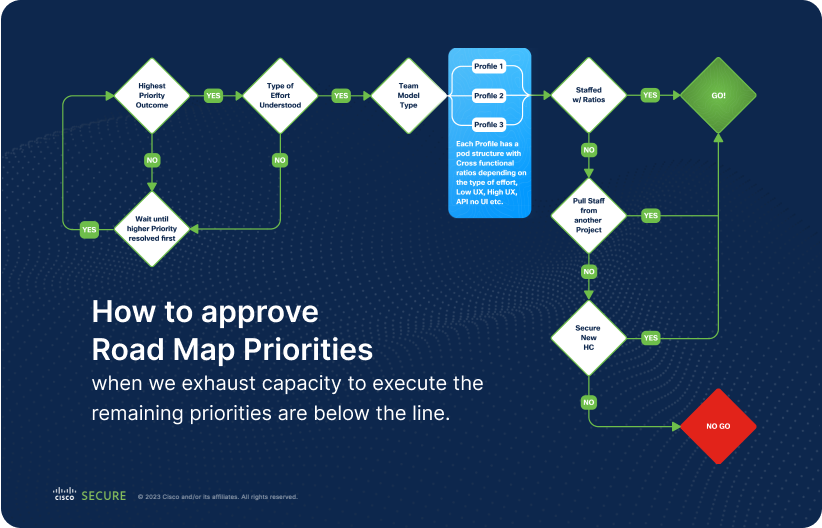 Highest
Priority
Outcome
YES
Type of
Effort
Understood
YES
Team
Model
Type
Profile 1
Profile 2
Profile 3
Each Profile has a
pod structure with
Cross functional
ratios depending on
the type of effort,
Low UX, High UX,
API no UI etc.
Staffed
w/ Ratios
YES
GO!
NO
NO
NO
Wait until
higher Priority
resolved first
YES
Pull Staff
from
another
Project
YES
NO
Secure
New
HC
YES
NO
NO GO
How to approve
Road Map Priorities
when we exhaust capacity to execute the
remaining priorities are below the line.
CISCO SECURE
© 2023 Cisco and/or its affiliates. All rights reserved.